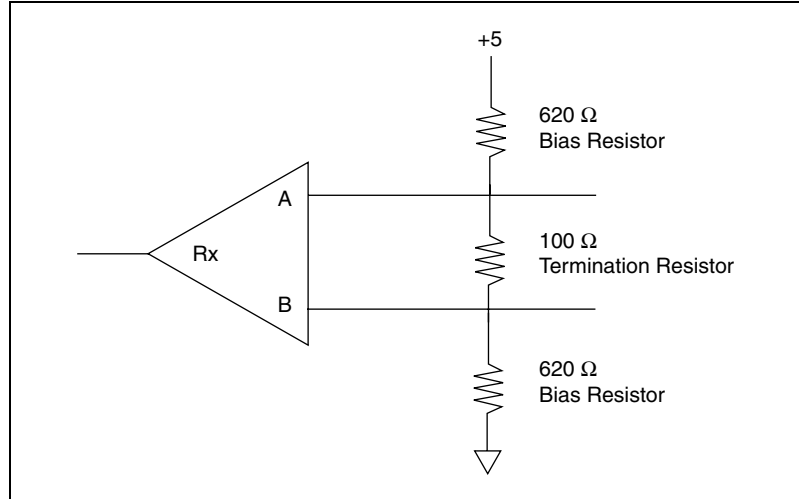 +5
620 Ω
Bias Resistor
A
100 Ω
Termination Resistor
Rx
B
620 Ω
Bias Resistor